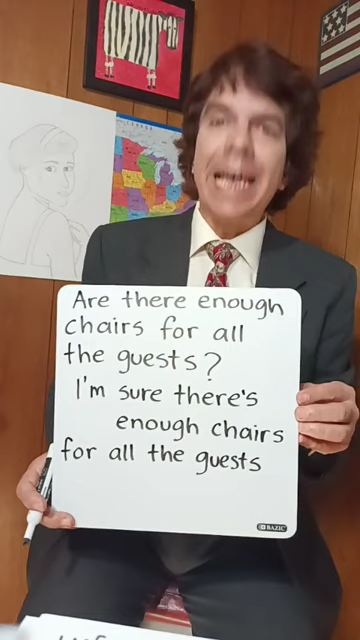 Are there enough
chairs for all
the guests?
I'm sure there's
enough chairs
for all the guests
BAZIC